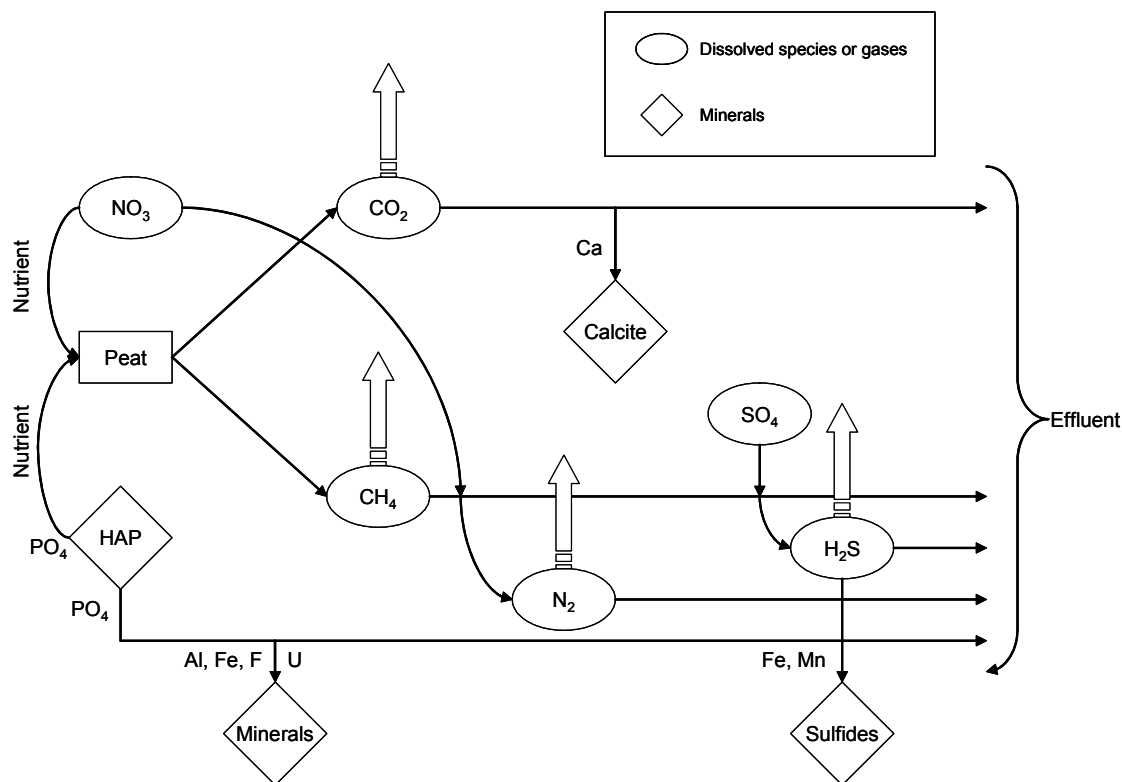 Dissolved species or gases
Minerals
NO₃
CO₂
Nutrient
Ca
Peat
Calcite
SO₄
Effluent
Nutrient
CH₄
HAP
PO₄
H₂S
N₂
PO₄
Al, Fe, F U
Fe, Mn
Minerals
Sulfides